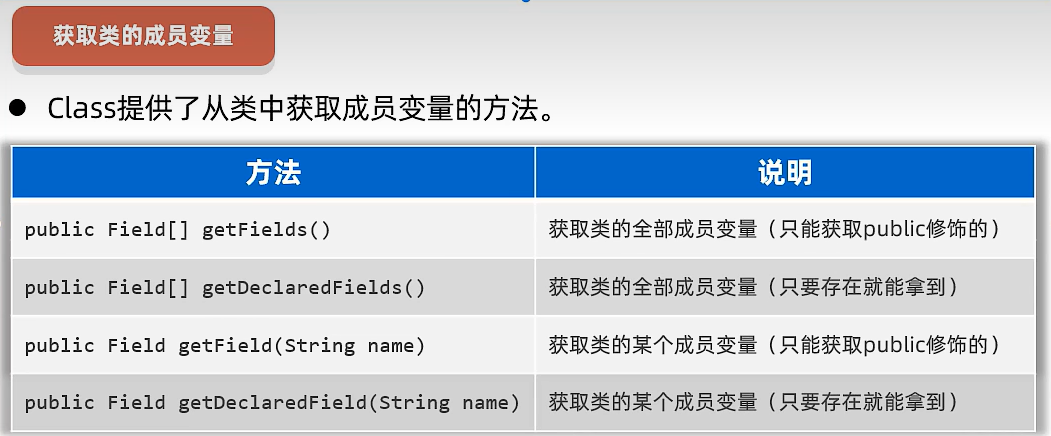 获取类的成员变量
● Class提供了从类中获取成员变量的方法。
方法 说明
public Field[] getFields() 获取类的全部成员变量（只能获取public修饰的）
public Field[] getDeclaredFields() 获取类的全部成员变量（只要存在就能拿到）
public Field getField(String name) 获取类的某个成员变量（只能获取public修饰的）
public Field getDeclaredField(String name) 获取类的某个成员变量（只要存在就能拿到）